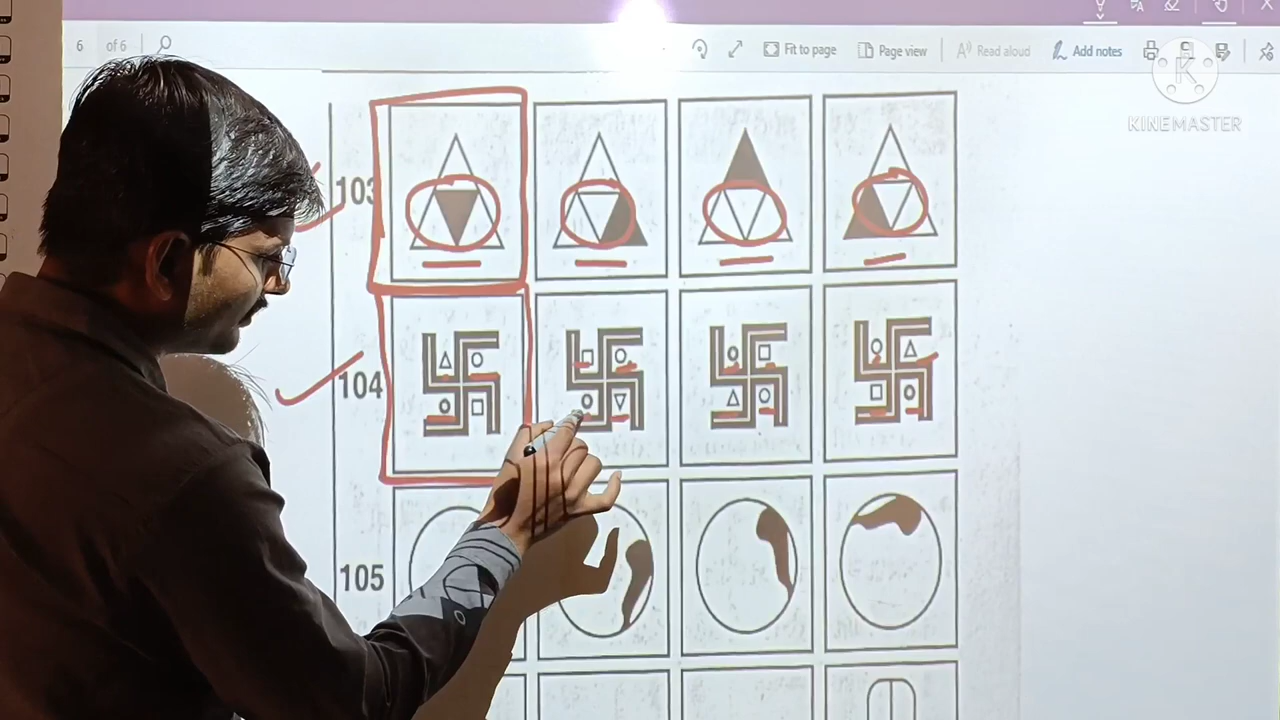 6 of 6 Fit to page Page view Read aloud Add notes
K
KINEMASTER
103
104
105